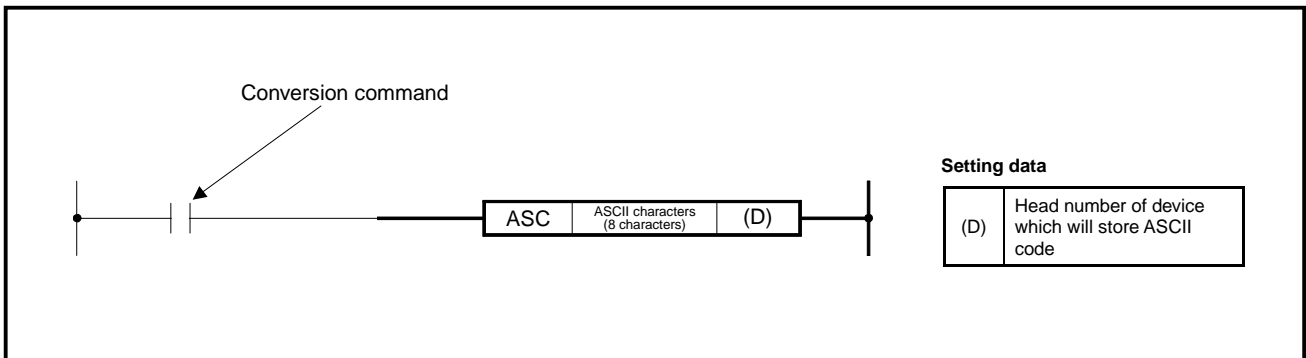 Conversion command
ASC
ASCII characters
(8 characters)
(D)
Setting data
(D)
Head number of device
which will store ASCII
code